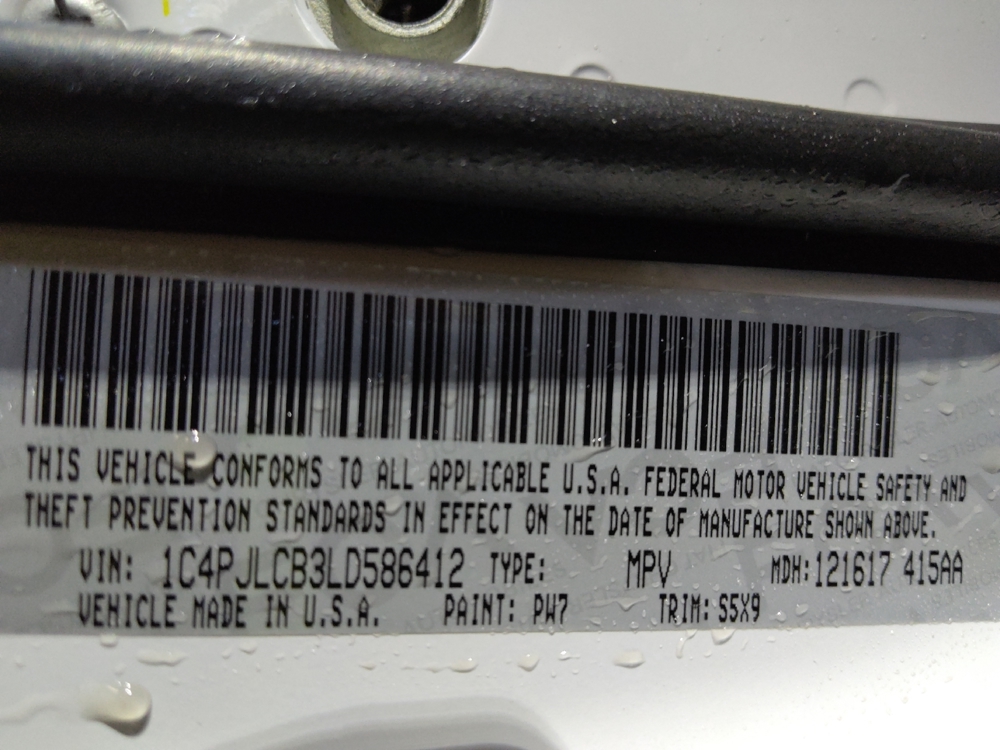 THIS VEHICLE CONFORMS TO ALL APPLICABLE U.S.A. FEDERAL MOTOR VEHICLE SAFETY AND
THEFT PREVENTION STANDARDS IN EFFECT ON THE DATE OF MANUFACTURE SHOWN ABOVE.
VIN: 1C4PJLCB3LD586412 TYPE: MPV MDH:121617 415AA
VEHICLE MADE IN U.S.A. PAINT: PW7 TRIM: S5X9